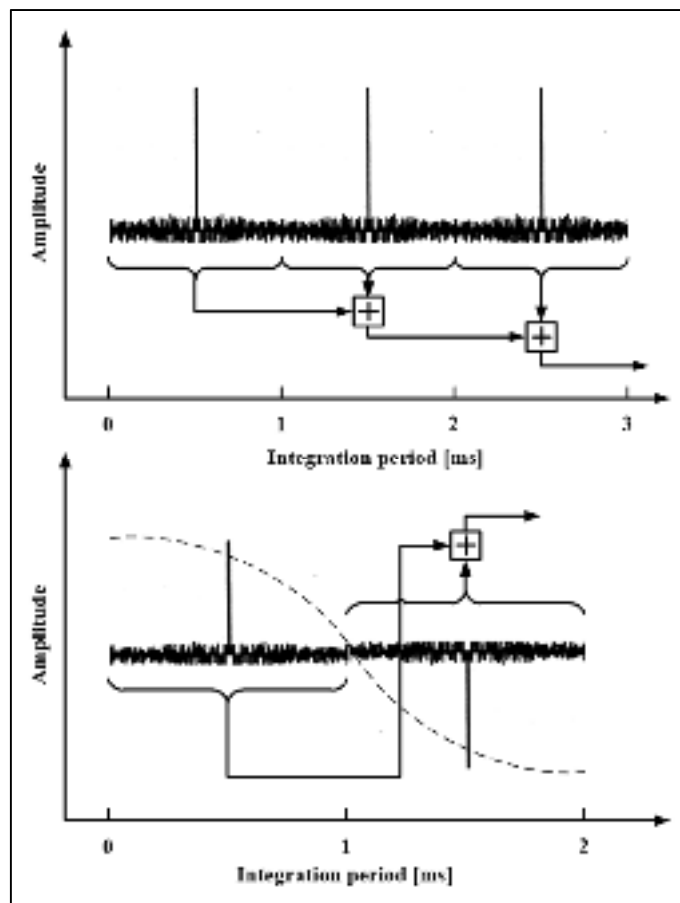 Amplitude
+
+
0 1 2 3
Integration period [ms]
+
Amplitude
0 1 2
Integration period [ms]